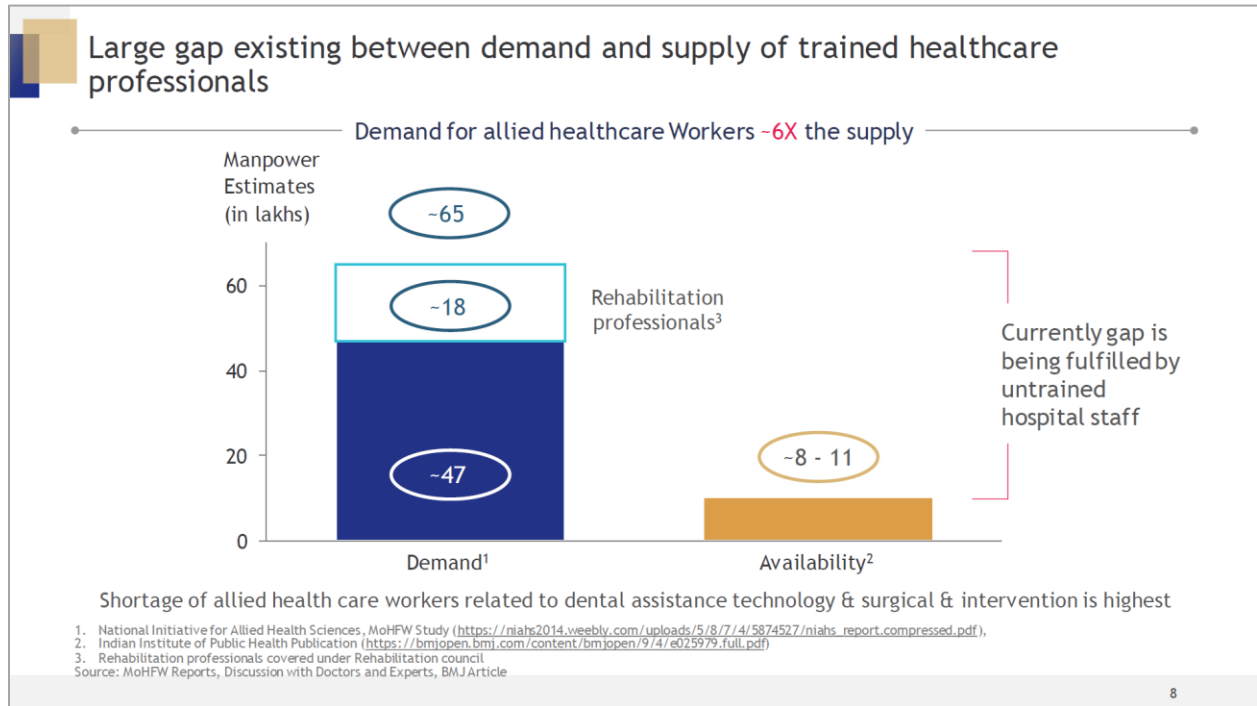 Large gap existing between demand and supply of trained healthcare
professionals
Demand for allied healthcare Workers ~6X the supply
Manpower
Estimates
(in lakhs)
~65
60
~18
Rehabilitation
professionals³
40
Currently gap is
being fulfilled by
untrained
hospital staff
20
~47
~8 - 11
0
Demand¹
Availability²
Shortage of allied health care workers related to dental assistance technology & surgical & intervention is highest
1. National Initiative for Allied Health Sciences, MoHFW Study (https://niahs2014.weebly.com/uploads/5/8/7/4/5874527/niahs_report.compressed.pdf),
2. Indian Institute of Public Health Publication (https://bmjopen.bmj.com/content/bmjopen/9/4/e025979.full.pdf)
3. Rehabilitation professionals covered under Rehabilitation council
Source: MoHFW Reports, Discussion with Doctors and Experts, BMJ Article
8